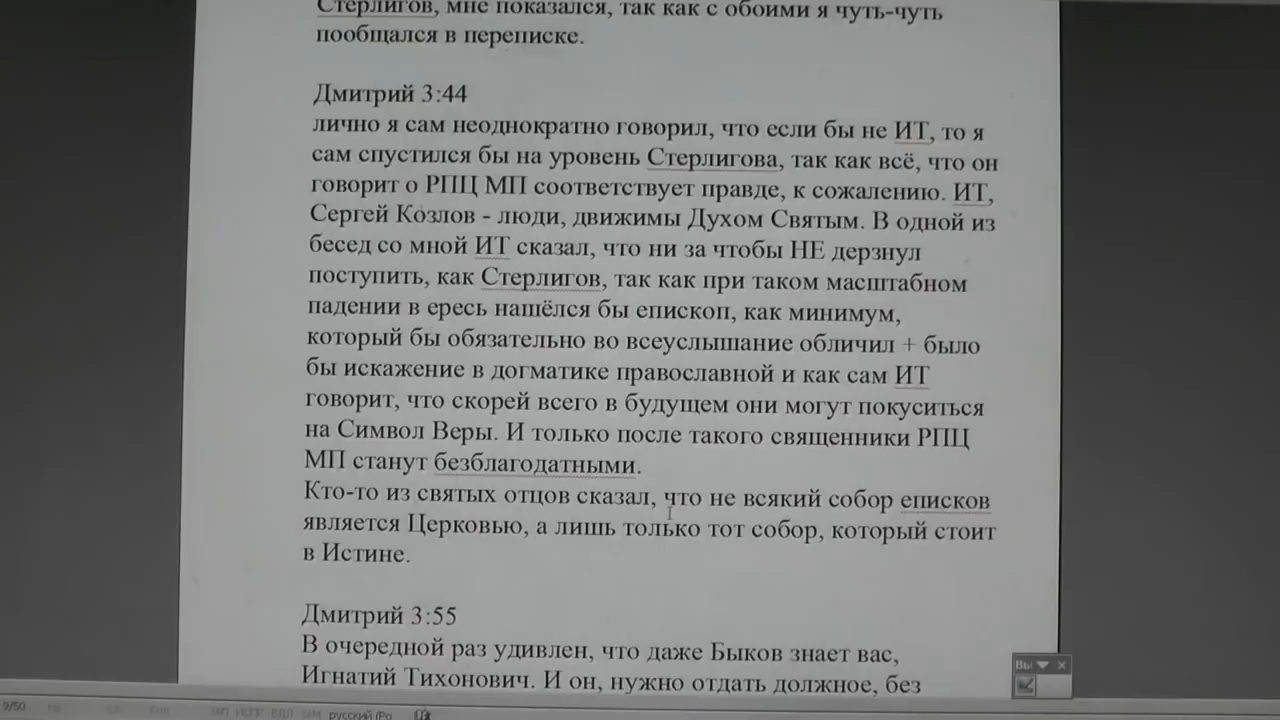 Стерлигов, мне показался, так как с обоими я чуть-чуть
пообщался в переписке.
Дмитрий 3:44
лично я сам неоднократно говорил, что если бы не ИТ, то я
сам спустился бы на уровень Стерлигова, так как всё, что он
говорит о РПЦ МП соответствует правде, к сожалению. ИТ,
Сергей Козлов - люди, движимы Духом Святым. В одной из
бесед со мной ИТ сказал, что ни за чтобы НЕ дерзнул
поступить, как Стерлигов, так как при таком масштабном
падении в ересь нашёлся бы епископ, как минимум,
который бы обязательно во всеуслышание обличил + было
бы искажение в догматике православной и как сам ИТ
говорит, что скорей всего в будущем они могут покуситься
на Символ Веры. И только после такого священники РПЦ
МП станут безблагодатными.
Кто-то из святых отцов сказал, что не всякий собор еписков
является Церковью, а лишь только тот собор, который стоит
в Истине.
Дмитрий 3:55
В очередной раз удивлен, что даже Быков знает вас,
Игнатий Тихонович. И он, нужно отдать должное, без
Вы
9/50
русский (Ро